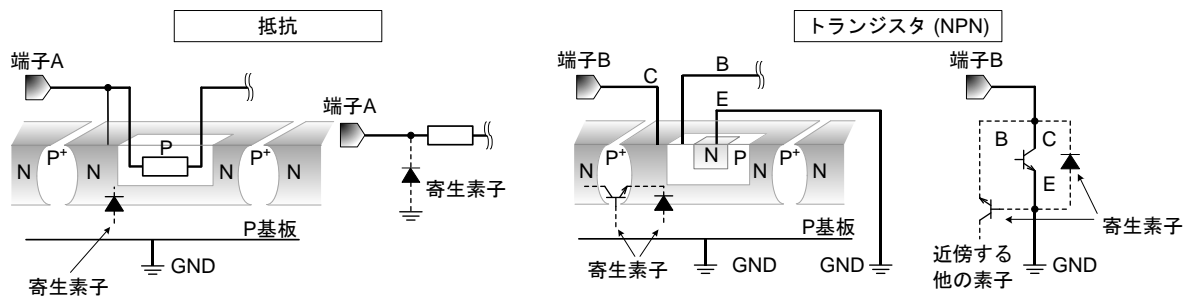 抵抗
トランジスタ (NPN)
端子A
端子A
P
N
P+
N
N
P+
N
寄生素子
P基板
GND
寄生素子
端子B
C
B
E
N
P+
N
N
P
N
P+
N
P基板
寄生素子
GND
GND
端子B
B
C
E
寄生素子
近傍する
他の素子
GND